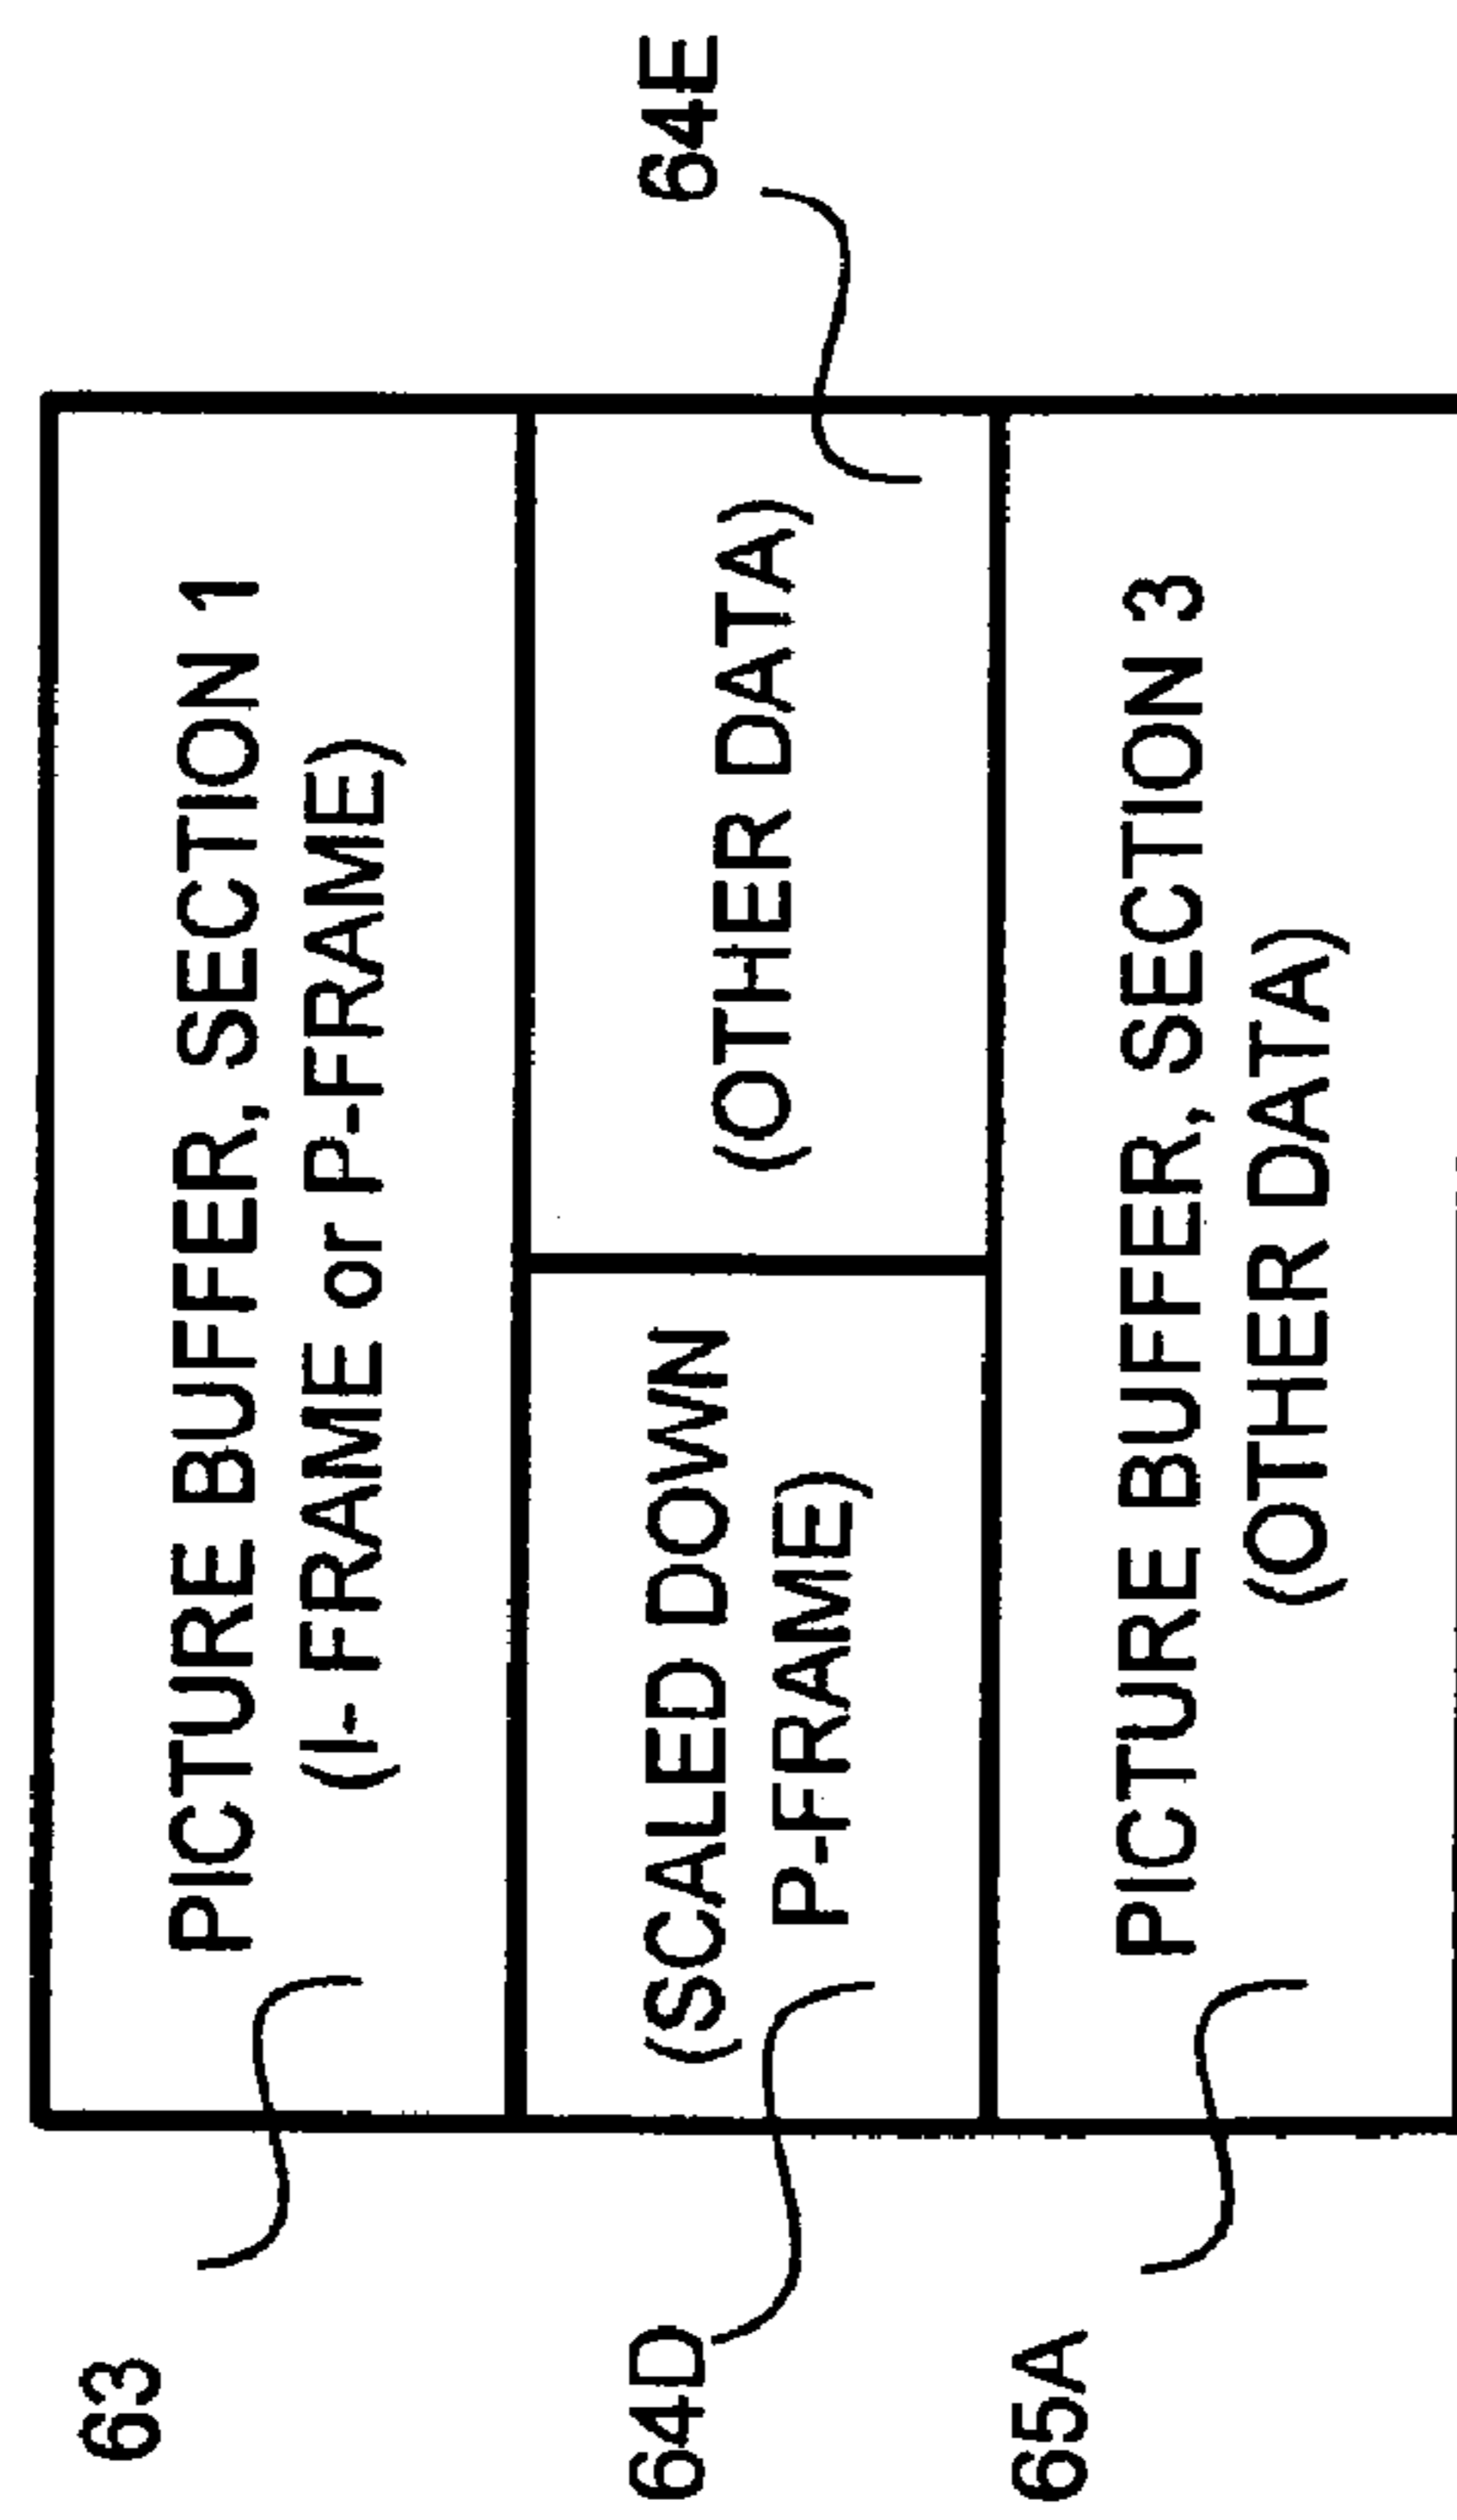 63
PICTURE BUFFER, SECTION 1
(I- FRAME or P-FRAME)
64D
(SCALED DOWN
P-FRAME)
(OTHER DATA)
64E
65A
PICTURE BUFFER, SECTION 3
(OTHER DATA)